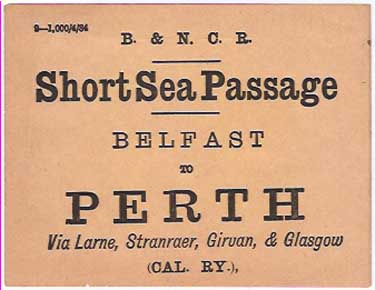 9—1,000/4/84
B. & N. C. R.
Short Sea Passage
BELFAST
TO
PERTH
Via Larne, Stranraer, Girvan, & Glasgow
(CAL. RY.),